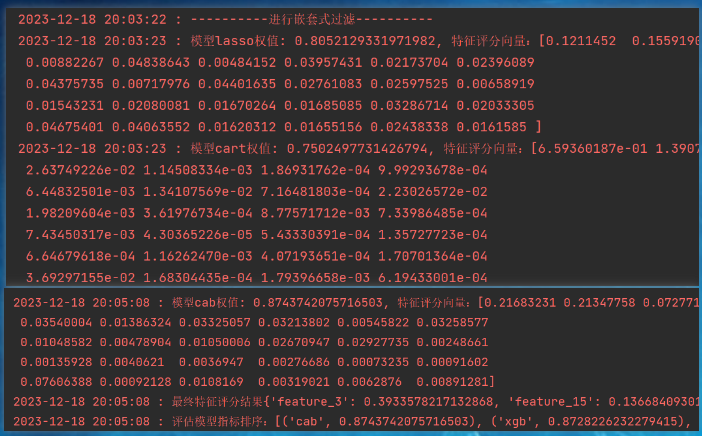 2023-12-18 20:03:22 : ----------进行嵌套式过滤----------
2023-12-18 20:03:23 : 模型lasso权值: 0.8052129331971982, 特征评分向量: [0.1211452  0.1559190
0.00882267 0.04838643 0.00484152 0.03957431 0.02173704 0.02396089
0.04375735 0.00717976 0.04401635 0.02761083 0.02597525 0.00658919
0.01543231 0.02080081 0.01670264 0.01685085 0.03286714 0.02033305
0.04675401 0.04063552 0.01620312 0.01655156 0.02438338 0.0161585 ]
2023-12-18 20:03:23 : 模型cart权值: 0.7502497731426794, 特征评分向量: [6.59360187e-01 1.3907
2.63749226e-02 1.14508334e-03 1.86931762e-04 9.99293678e-04
6.44832501e-03 1.34107569e-02 7.16481803e-04 2.23026572e-02
1.98209604e-03 3.61976734e-04 8.77571712e-03 7.33986485e-04
7.43450317e-03 4.30365226e-05 5.43330391e-04 1.35727723e-04
6.64679618e-04 1.16262470e-03 4.07193651e-04 1.70701364e-04
3.69297155e-02 1.68304435e-04 1.79396658e-03 6.19433001e-04
2023-12-18 20:05:08 : 模型cab权值: 0.8743742075716503, 特征评分向量: [0.21683231 0.21347758 0.072771
0.03540004 0.01386324 0.03325057 0.03213802 0.00545822 0.03258577
0.01048582 0.00478904 0.01050006 0.02670947 0.02927735 0.00248661
0.00135928 0.0040621  0.0036947  0.00276686 0.00073235 0.00091602
0.07606388 0.00092128 0.0108169  0.00319021 0.0062876  0.00891281]
2023-12-18 20:05:08 : 最终特征评分结果{'feature_3': 0.3933578217132868, 'feature_15': 0.13668409301
2023-12-18 20:05:08 : 评估模型指标排序: [('cab', 0.8743742075716503), ('xgb', 0.8728226232279415),